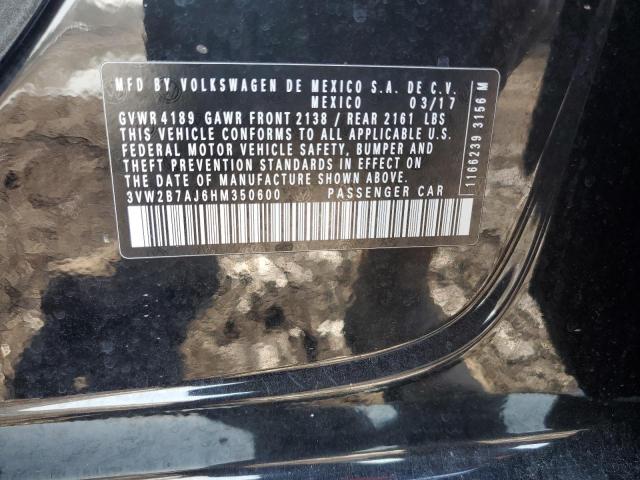 MFD BY VOLKSWAGEN DE MEXICO S.A. DE C.V.
MEXICO 03/17
GVWR 4189 GAWR FRONT 2138 / REAR 2161 LBS
THIS VEHICLE CONFORMS TO ALL APPLICABLE U.S.
FEDERAL MOTOR VEHICLE SAFETY, BUMPER AND
THEFT PREVENTION STANDARDS IN EFFECT ON
THE DATE OF MANUFACTURE SHOWN ABOVE.
3VW2B7AJ6HM350600 PASSENGER CAR
1166239 3156 M